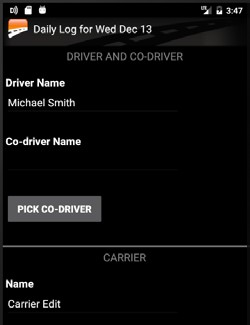 3:47
Daily Log for Wed Dec 13
DRIVER AND CO-DRIVER
Driver Name
Michael Smith
Co-driver Name
PICK CO-DRIVER
CARRIER
Name
Carrier Edit